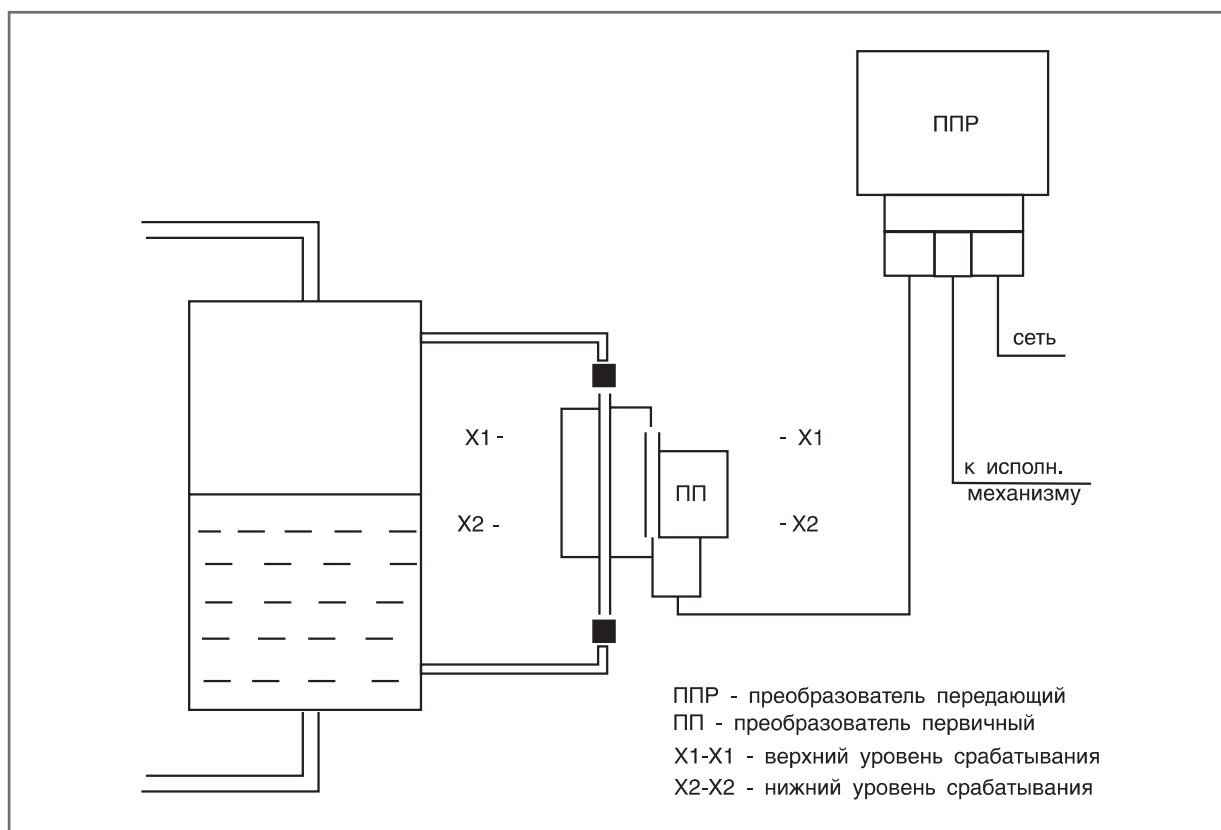 ППР
сеть
Х1- - Х1
к исполн.
механизму
ПП
Х2 - - Х2
ППР - преобразователь передающий
ПП - преобразователь первичный
Х1-Х1 - верхний уровень срабатывания
Х2-Х2 - нижний уровень срабатывания